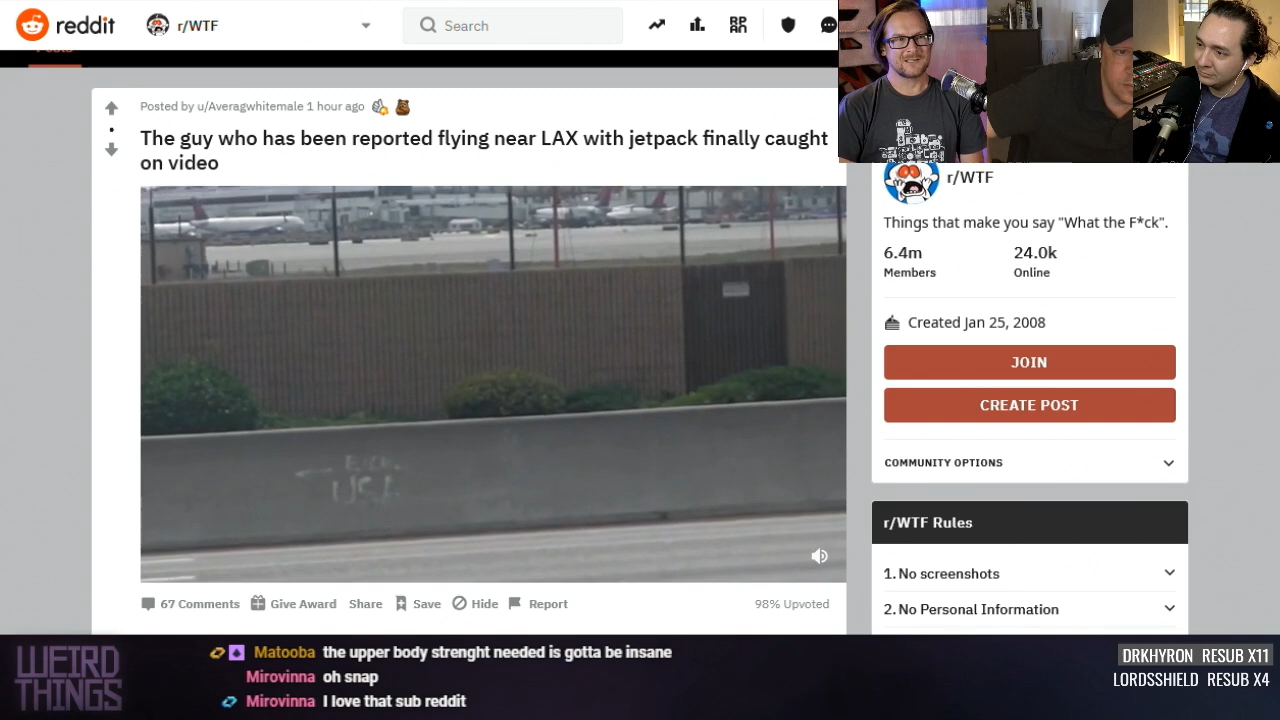 reddit
r/WTF
Search
Posts
Posted by u/Averagwhitemale 1 hour ago
The guy who has been reported flying near LAX with jetpack finally caught
on video
67 Comments
Give Award
Share
Save
Hide
Report
98% Upvoted
r/WTF
Things that make you say "What the F*ck".
6.4m
24.0k
Members
Online
Created Jan 25, 2008
JOIN
CREATE POST
COMMUNITY OPTIONS
r/WTF Rules
1. No screenshots
2. No Personal Information
WEIRD
THINGS
Matooba the upper body strenght needed is gotta be insane
Mirovinna oh snap
Mirovinna I love that sub reddit
DRKHYRON RESUB X11
LORDSSHIELD RESUB X4